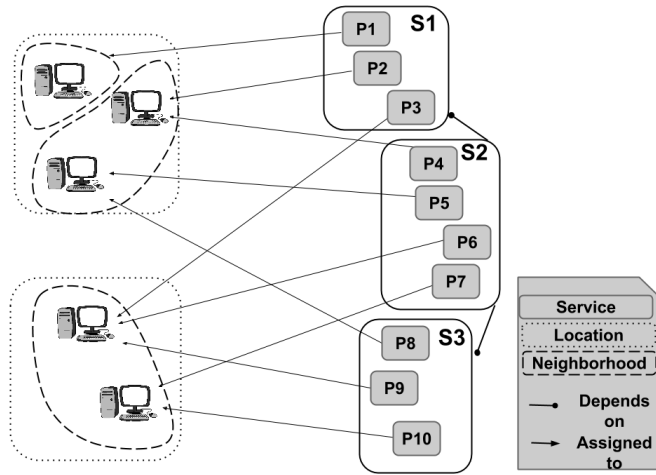 P1
S1
P2
P3
S2
P4
P5
P6
P7
S3
P8
P9
P10
Service
Location
Neighborhood
Depends
on
Assigned
to